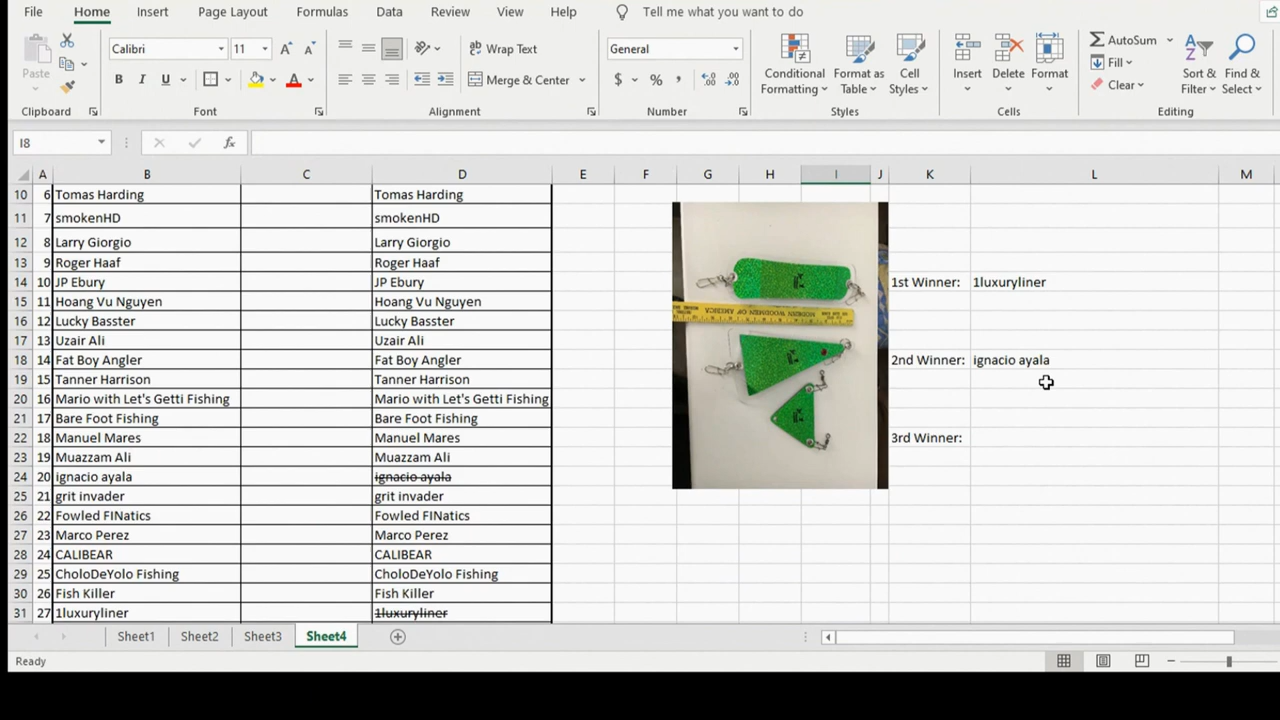 File Home Insert Page Layout Formulas Data Review View Help Tell me what you want to do
Paste
Calibri 11 A A
B I U A
Wrap Text
Merge & Center
General
$ % ,
Conditional Formatting
Format as Table
Cell Styles
Insert Delete Format
AutoSum
Fill
Clear
Sort & Filter
Find & Select
Clipboard Font Alignment Number Styles Cells Editing
I8 fx
A B C D E F G H I J K L M
10 6 Tomas Harding Tomas Harding
11 7 smokenHD smokenHD
12 8 Larry Giorgio Larry Giorgio
13 9 Roger Haaf Roger Haaf
14 10 JP Ebury JP Ebury 1st Winner: 1luxuryliner
15 11 Hoang Vu Nguyen Hoang Vu Nguyen
16 12 Lucky Basster Lucky Basster
MODERN WOODMEN OF AMERICA
17 13 Uzair Ali Uzair Ali
18 14 Fat Boy Angler Fat Boy Angler 2nd Winner: ignacio ayala
19 15 Tanner Harrison Tanner Harrison
20 16 Mario with Let's Getti Fishing Mario with Let's Getti Fishing
21 17 Bare Foot Fishing Bare Foot Fishing
22 18 Manuel Mares Manuel Mares 3rd Winner:
23 19 Muazzam Ali Muazzam Ali
24 20 ignacio ayala ignacio ayala
25 21 grit invader grit invader
26 22 Fowled FINatics Fowled FINatics
27 23 Marco Perez Marco Perez
28 24 CALIBEAR CALIBEAR
29 25 CholoDeYolo Fishing CholoDeYolo Fishing
30 26 Fish Killer Fish Killer
31 27 1luxuryliner 1luxuryliner
Sheet1 Sheet2 Sheet3 Sheet4
Ready